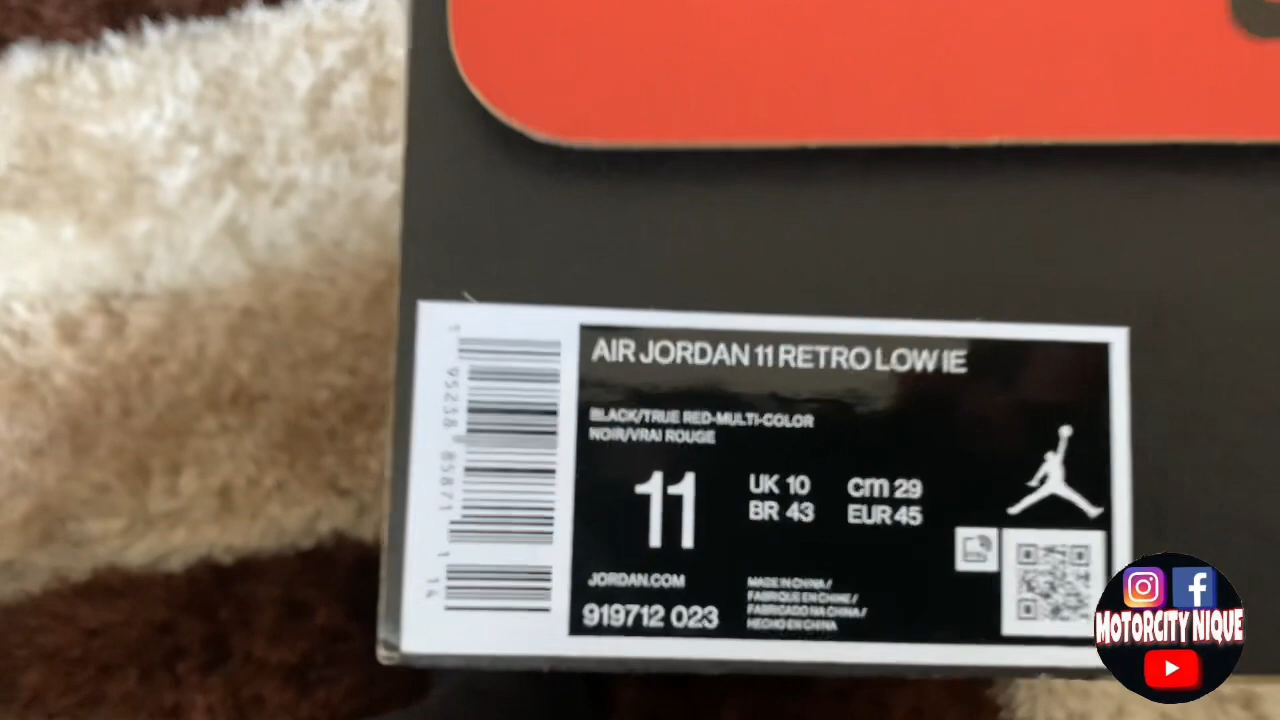 AIR JORDAN 11 RETRO LOW IE
BLACK/TRUE RED-MULTI-COLOR
NOIR/VRAI ROUGE
11
UK 10 cm 29
BR 43 EUR 45
JORDAN.COM
919712 023
MADE IN CHINA /
FABRIQUE EN CHINE /
FABRICADO NA CHINA /
HECHO EN CHINA
MOTORCITY NIQUE